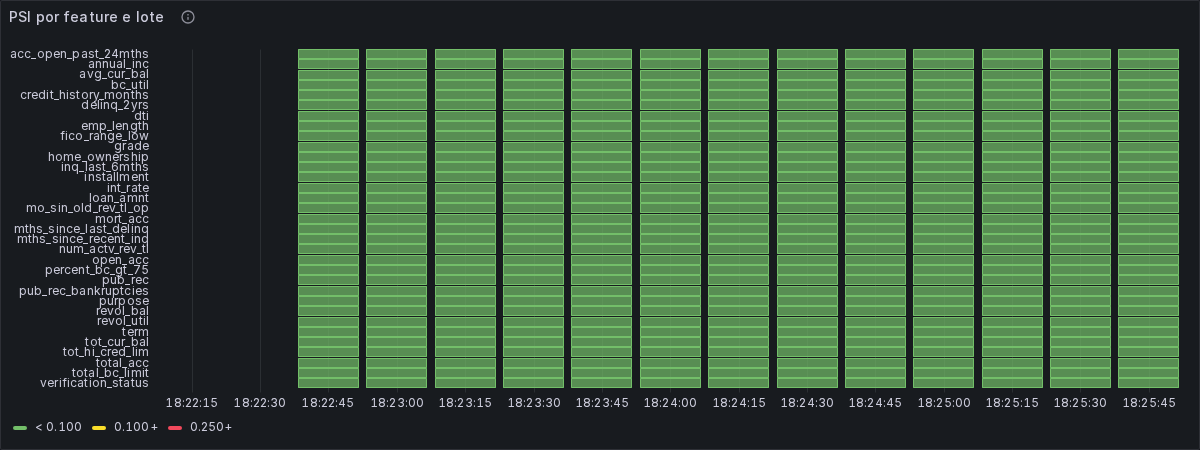 PSI por feature e lote
acc_open_past_24mths
annual_inc
avg_cur_bal
bc_util
credit_history_months
delinq_2yrs
dti
emp_length
fico_range_low
grade
home_ownership
inq_last_6mths
installment
int_rate
loan_amnt
mo_sin_old_rev_tl_op
mort_acc
mths_since_last_delinq
mths_since_recent_inq
num_actv_rev_tl
open_acc
percent_bc_gt_75
pub_rec
pub_rec_bankruptcies
purpose
revol_bal
revol_util
term
tot_cur_bal
tot_hi_cred_lim
total_acc
total_bc_limit
verification_status
18:22:15 18:22:30 18:22:45 18:23:00 18:23:15 18:23:30 18:23:45 18:24:00 18:24:15 18:24:30 18:24:45 18:25:00 18:25:15 18:25:30 18:25:45
< 0.100 0.100+ 0.250+